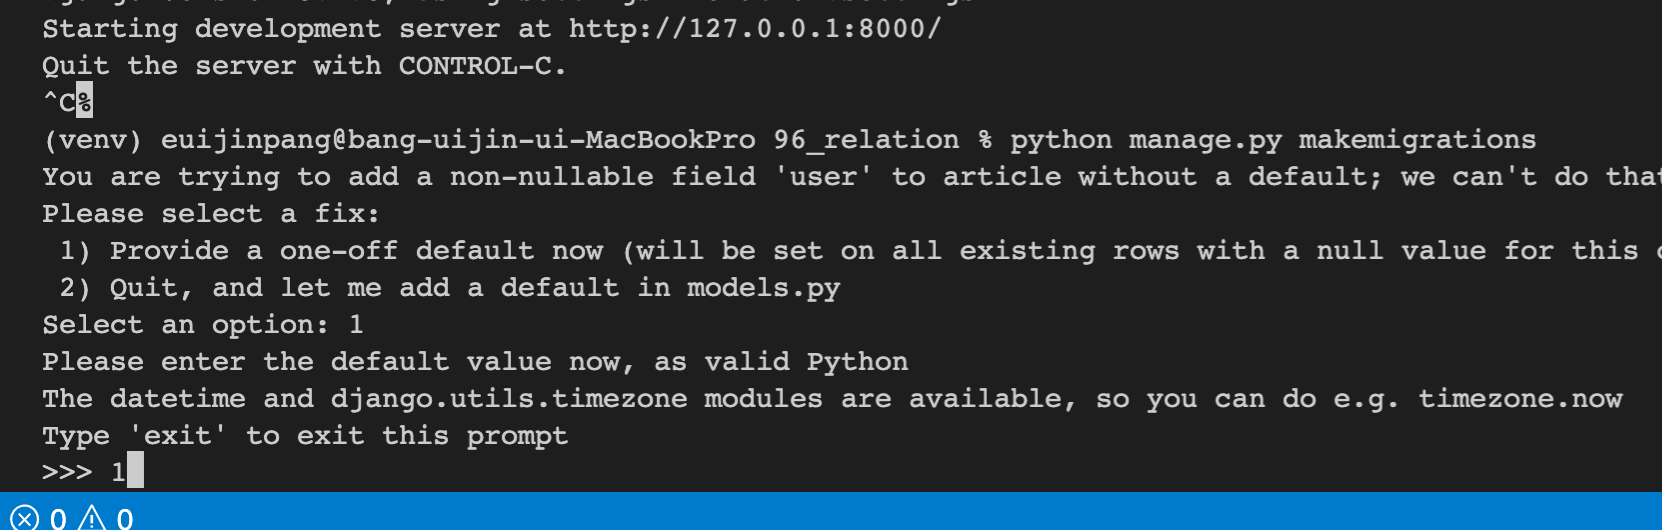 Starting development server at http://127.0.0.1:8000/
Quit the server with CONTROL-C.
^C%
(venv) euijinpang@bang-uijin-ui-MacBookPro 96_relation % python manage.py makemigrations
You are trying to add a non-nullable field 'user' to article without a default; we can't do that
Please select a fix:
 1) Provide a one-off default now (will be set on all existing rows with a null value for this
 2) Quit, and let me add a default in models.py
Select an option: 1
Please enter the default value now, as valid Python
The datetime and django.utils.timezone modules are available, so you can do e.g. timezone.now
Type 'exit' to exit this prompt
>>> 1
0 0